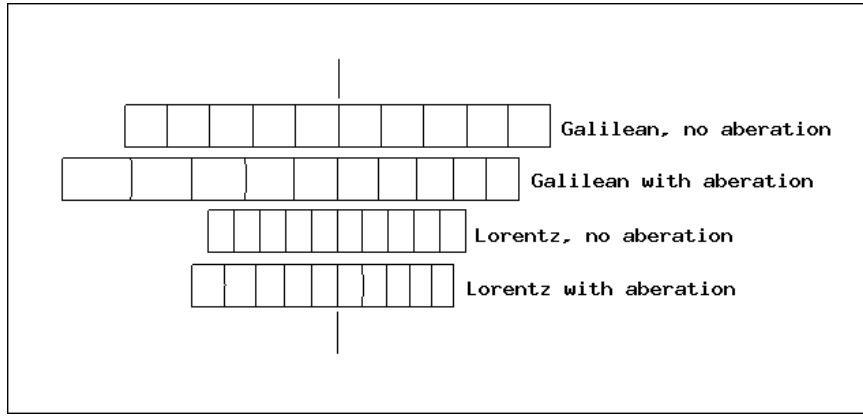 Galilean, no aberation
Galilean with aberation
Lorentz, no aberation
Lorentz with aberation